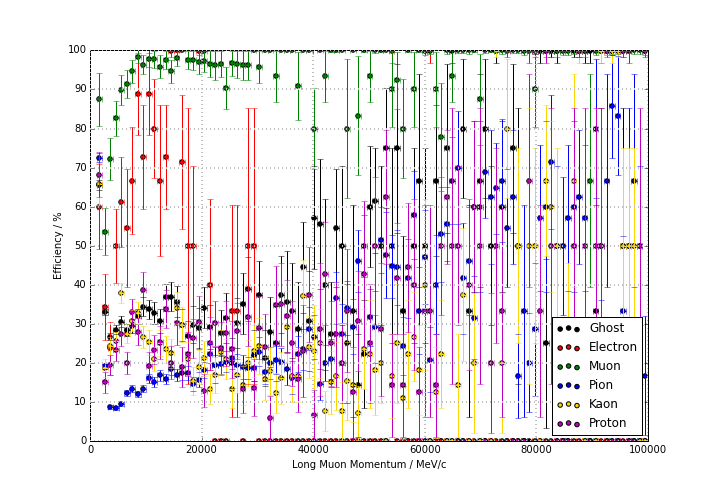 100
90
80
70
60
50
40
30
20
10
0
Efficiency / %
0
20000
40000
60000
80000
100000
Long Muon Momentum / MeV/c
Ghost
Electron
Muon
Pion
Kaon
Proton